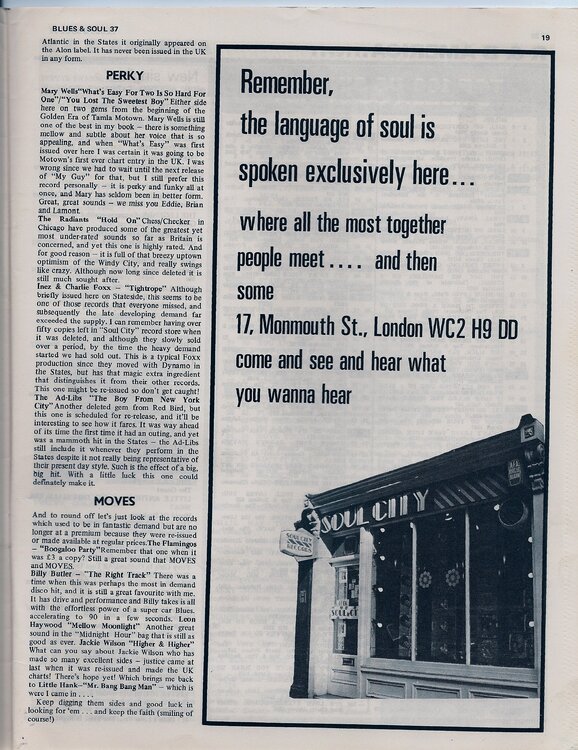 BLUES & SOUL 37
19
Atlantic in the States it originally appeared
on the Alon label. It has never been issued in the UK
in any form.
PERKY
Mary Wells"What's Easy For Two Is So Hard For
One"/"You Lost The Sweetest Boy" Either side
here on two gems from the beginning of the
Golden Era of Tamla Motown. Mary Wells is still
one of the best in my book – there is something
mellow and subtle about her voice that is so
appealing, and when "What's Easy" was first
issued over here I was certain it was going to be
Motown's first ever chart entry in the UK. I was
wrong since we had to wait until the next release
of "My Guy" for that, but I still prefer this
record personally – it is perky and funky all at
once, and Mary has seldom been in better form.
Great, great sounds – we miss you Eddie, Brian
and Lamont.
The Radiants "Hold On" Chess/Checker in
Chicago have produced some of the greatest yet
most under-rated sounds so far as Britain is
concerned, and yet this one is highly rated. And
for good reason – it is full of that breezy uptown
optimism of the Windy City, and really swings
like crazy. Although now long since deleted it is
still much sought after.
Inez & Charlie Foxx – "Tightrope" Although
briefly issued here on Stateside, this seems to be
one of those records that everyone missed, and
subsequently the late developing demand far
exceeded the supply. I can remember having over
fifty copies left in "Soul City" record store when
it was deleted, and although they slowly sold
over a period, by the time the heavy demand
started we had sold out. This is a typical Foxx
production since they moved with Dynamo in
the States, but has that magic extra ingredient
that distinguishes it from their other records.
This one might be re-issued so don't get caught!
The Ad-Libs "The Boy From New York
City" Another deleted gem from Red Bird, but
this one is scheduled for re-release, and it'll be
interesting to see how it fares. It was way ahead
of its time the first time it had an outing, and yet
was a mammoth hit in the States – the Ad-Libs
still include it whenever they perform in the
States despite it not really being representative of
their present day style. Such is the effect of a big,
big hit. With a little luck this one could
definately make it.
MOVES
And to round off let's just look at the records
which used to be in fantastic demand but are no
longer at a premium because they were re-issued
or made available at regular prices.The Flamingos
– "Boogaloo Party"Remember that one when it
was £3 a copy? Still a great sound that MOVES
and MOVES.
Billy Butler – "The Right Track" There was a
time when this was perhaps the most in demand
disco hit, and it is still a great favourite with me.
It has drive and performance and Billy takes is all
with the effortless power of a super car Blues.
accelerating to 90 in a few seconds. Leon
Haywood "Mellow Moonlight" Another great
sound in the "Midnight Hour" bag that is still as
good as ever. Jackie Wilson "Higher & Higher"
What can you say about Jackie Wilson who has
made so many excellent sides – justice came at
last when it was re-issued and made the UK
charts! There's hope yet! Which brings me back
to Little Hank–"Mr. Bang Bang Man" – which is
were I came in . . . .
Keep digging them sides and good luck in
looking for 'em . . . and keep the faith (smiling of
course!)
Remember,
the language of soul is
spoken exclusively here...
where all the most together
people meet .... and then
some
17, Monmouth St., London WC2 H9 DD
come and see and hear what
you wanna hear
SOUL CITY
SOUL CITY
RECORDS